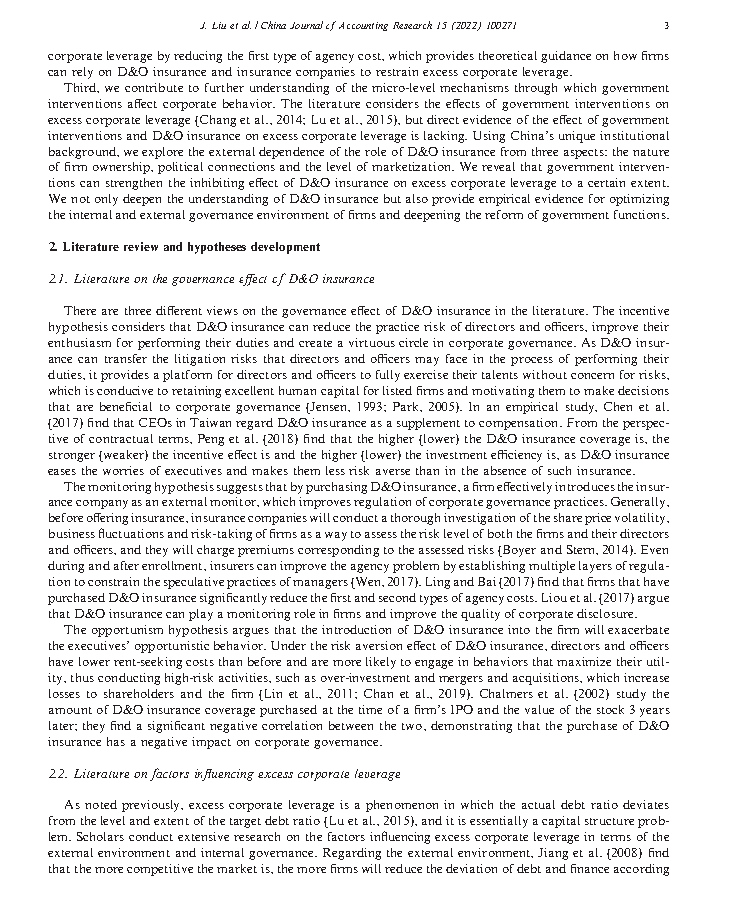 J. Liu et al. / China Journal of Accounting Research 15 (2022) 100271
3
corporate leverage by reducing the first type of agency cost, which provides theoretical guidance on how firms
can rely on D&O insurance and insurance companies to restrain excess corporate leverage.
Third, we contribute to further understanding of the micro-level mechanisms through which government
interventions affect corporate behavior. The literature considers the effects of government interventions on
excess corporate leverage (Chang et al., 2014; Lu et al., 2015), but direct evidence of the effect of government
interventions and D&O insurance on excess corporate leverage is lacking. Using China's unique institutional
background, we explore the external dependence of the role of D&O insurance from three aspects: the nature
of firm ownership, political connections and the level of marketization. We reveal that government interven-
tions can strengthen the inhibiting effect of D&O insurance on excess corporate leverage to a certain extent.
We not only deepen the understanding of D&O insurance but also provide empirical evidence for optimizing
the internal and external governance environment of firms and deepening the reform of government functions.
2. Literature review and hypotheses development
2.1. Literature on the governance effect of D&O insurance
There are three different views on the governance effect of D&O insurance in the literature. The incentive
hypothesis considers that D&O insurance can reduce the practice risk of directors and officers, improve their
enthusiasm for performing their duties and create a virtuous circle in corporate governance. As D&O insur-
ance can transfer the litigation risks that directors and officers may face in the process of performing their
duties, it provides a platform for directors and officers to fully exercise their talents without concern for risks,
which is conducive to retaining excellent human capital for listed firms and motivating them to make decisions
that are beneficial to corporate governance (Jensen, 1993; Park, 2005). In an empirical study, Chen et al.
(2017) find that CEOs in Taiwan regard D&O insurance as a supplement to compensation. From the perspec-
tive of contractual terms, Peng et al. (2018) find that the higher (lower) the D&O insurance coverage is, the
stronger (weaker) the incentive effect is and the higher (lower) the investment efficiency is, as D&O insurance
eases the worries of executives and makes them less risk averse than in the absence of such insurance.
The monitoring hypothesis suggests that by purchasing D&O insurance, a firm effectively introduces the insur-
ance company as an external monitor, which improves regulation of corporate governance practices. Generally,
before offering insurance, insurance companies will conduct a thorough investigation of the share price volatility,
business fluctuations and risk-taking of firms as a way to assess the risk level of both the firms and their directors
and officers, and they will charge premiums corresponding to the assessed risks (Boyer and Stern, 2014). Even
during and after enrollment, insurers can improve the agency problem by establishing multiple layers of regula-
tion to constrain the speculative practices of managers (Wen, 2017). Ling and Bai (2017) find that firms that have
purchased D&O insurance significantly reduce the first and second types of agency costs. Liou et al. (2017) argue
that D&O insurance can play a monitoring role in firms and improve the quality of corporate disclosure.
The opportunism hypothesis argues that the introduction of D&O insurance into the firm will exacerbate
the executives' opportunistic behavior. Under the risk aversion effect of D&O insurance, directors and officers
have lower rent-seeking costs than before and are more likely to engage in behaviors that maximize their util-
ity, thus conducting high-risk activities, such as over-investment and mergers and acquisitions, which increase
losses to shareholders and the firm (Lin et al., 2011; Chan et al., 2019). Chalmers et al. (2002) study the
amount of D&O insurance coverage purchased at the time of a firm's IPO and the value of the stock 3 years
later; they find a significant negative correlation between the two, demonstrating that the purchase of D&O
insurance has a negative impact on corporate governance.
2.2. Literature on factors influencing excess corporate leverage
As noted previously, excess corporate leverage is a phenomenon in which the actual debt ratio deviates
from the level and extent of the target debt ratio (Lu et al., 2015), and it is essentially a capital structure prob-
lem. Scholars conduct extensive research on the factors influencing excess corporate leverage in terms of the
external environment and internal governance. Regarding the external environment, Jiang et al. (2008) find
that the more competitive the market is, the more firms will reduce the deviation of debt and finance according